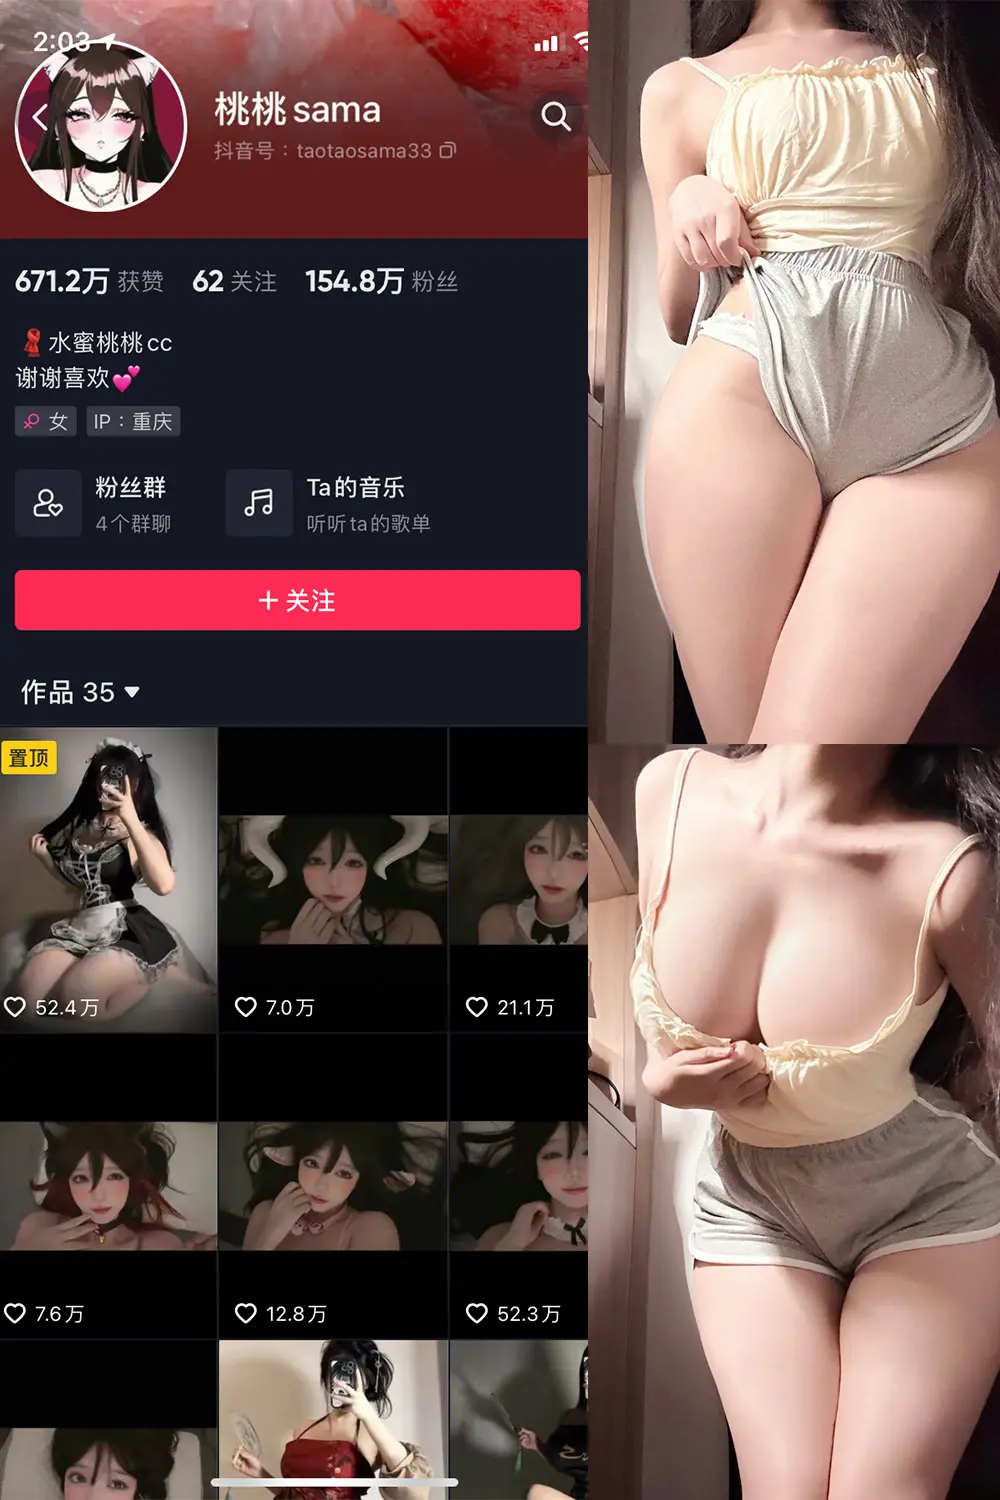 2:03
桃桃sama
抖音号：taotaosama33
671.2万 获赞 62 关注 154.8万 粉丝
水蜜桃桃cc
谢谢喜欢
女 IP：重庆
粉丝群
4个群聊
Ta的音乐
听听ta的歌单
+ 关注
作品 35
置顶
52.4万
7.0万
21.1万
7.6万
12.8万
52.3万